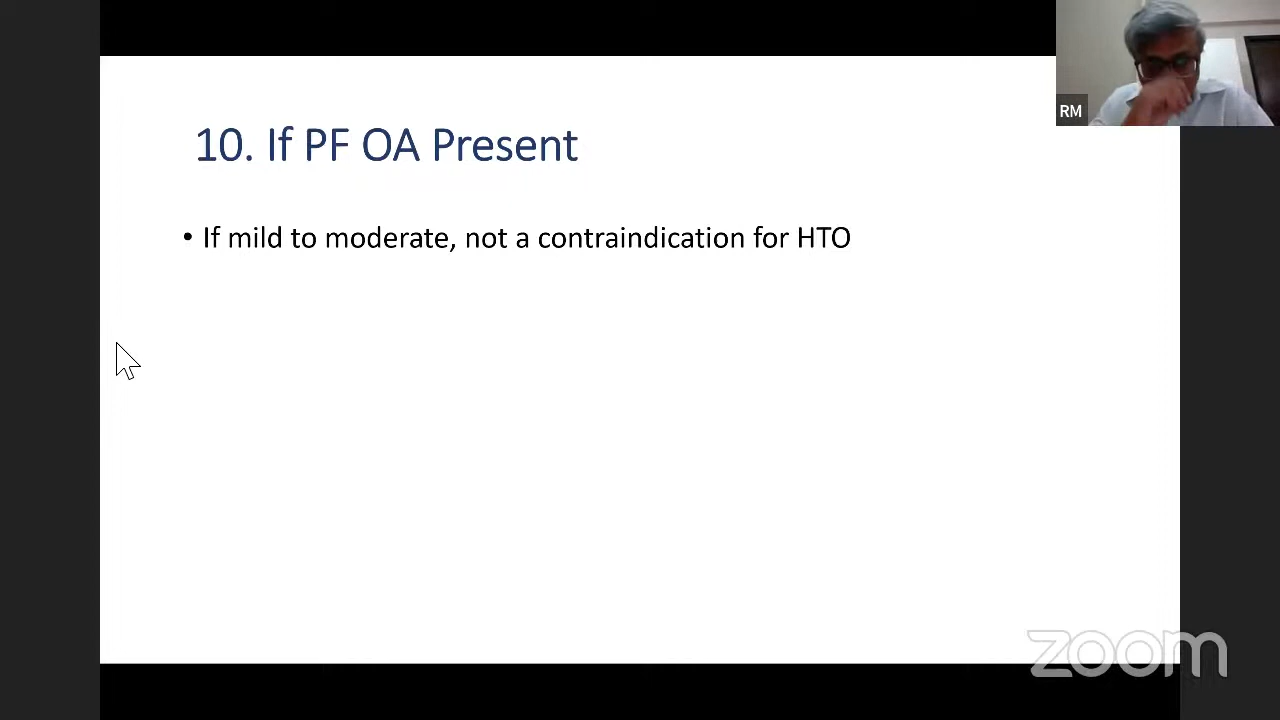 RM
10. If PF OA Present
• If mild to moderate, not a contraindication for HTO
zoom